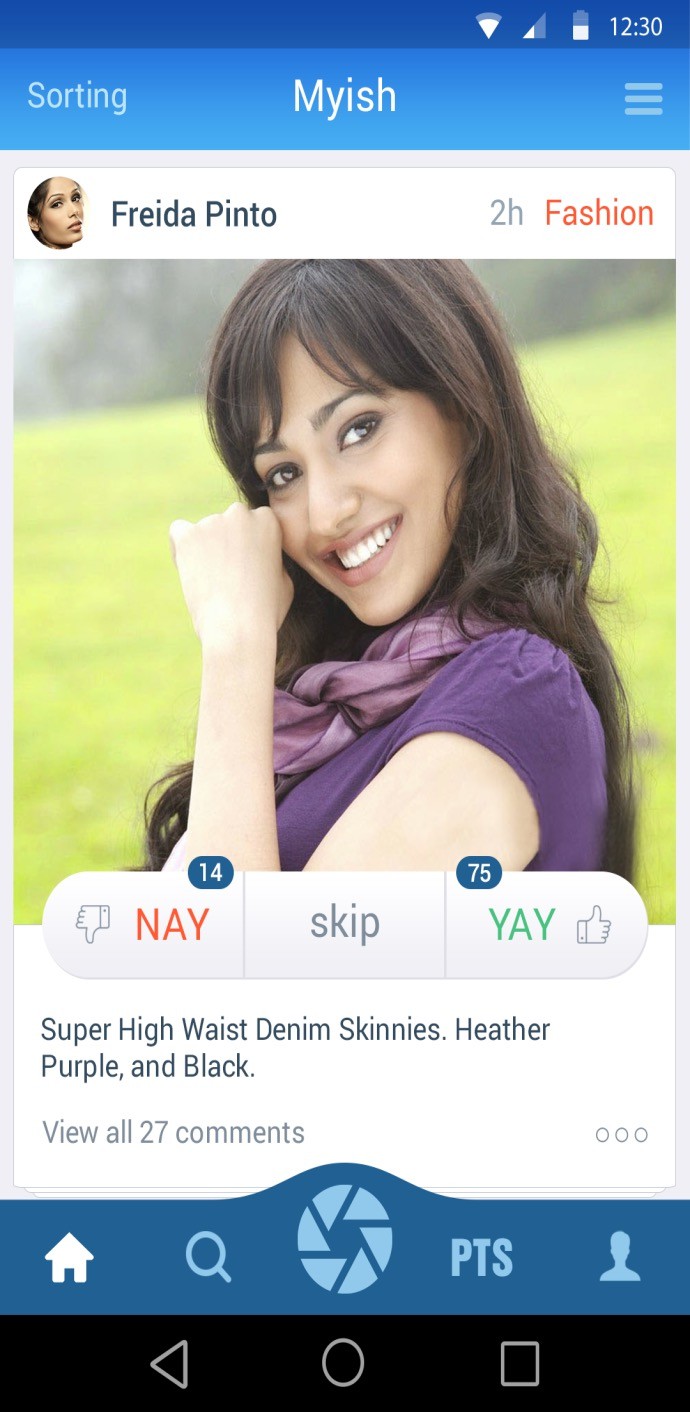 12:30
Sorting
Myish
Freida Pinto
2h
Fashion
14
75
NAY
skip
YAY
Super High Waist Denim Skinnies. Heather
Purple, and Black.
View all 27 comments
PTS